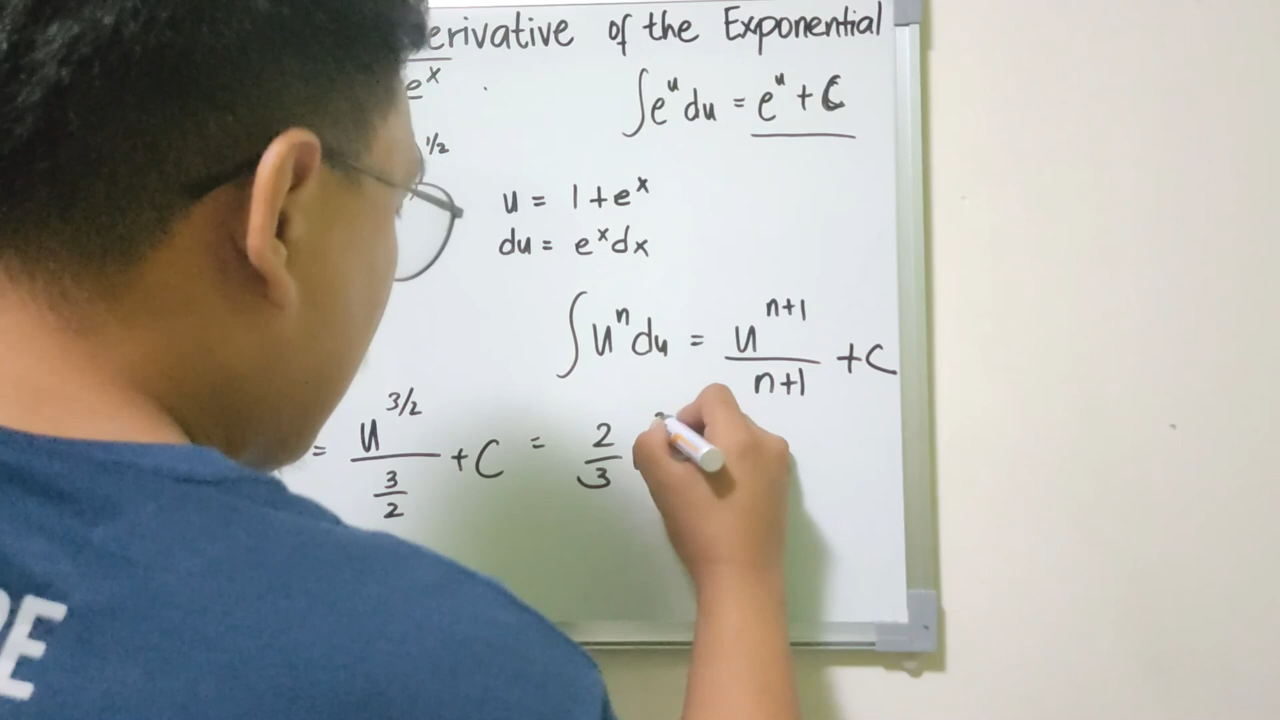 erivative of the Exponential
e^x
∫e^u du = e^u + C
1/2
u = 1+e^x
du = e^x dx
∫u^n du = u^(n+1)/(n+1) + C
= u^(3/2)/(3/2) + C = 2/3